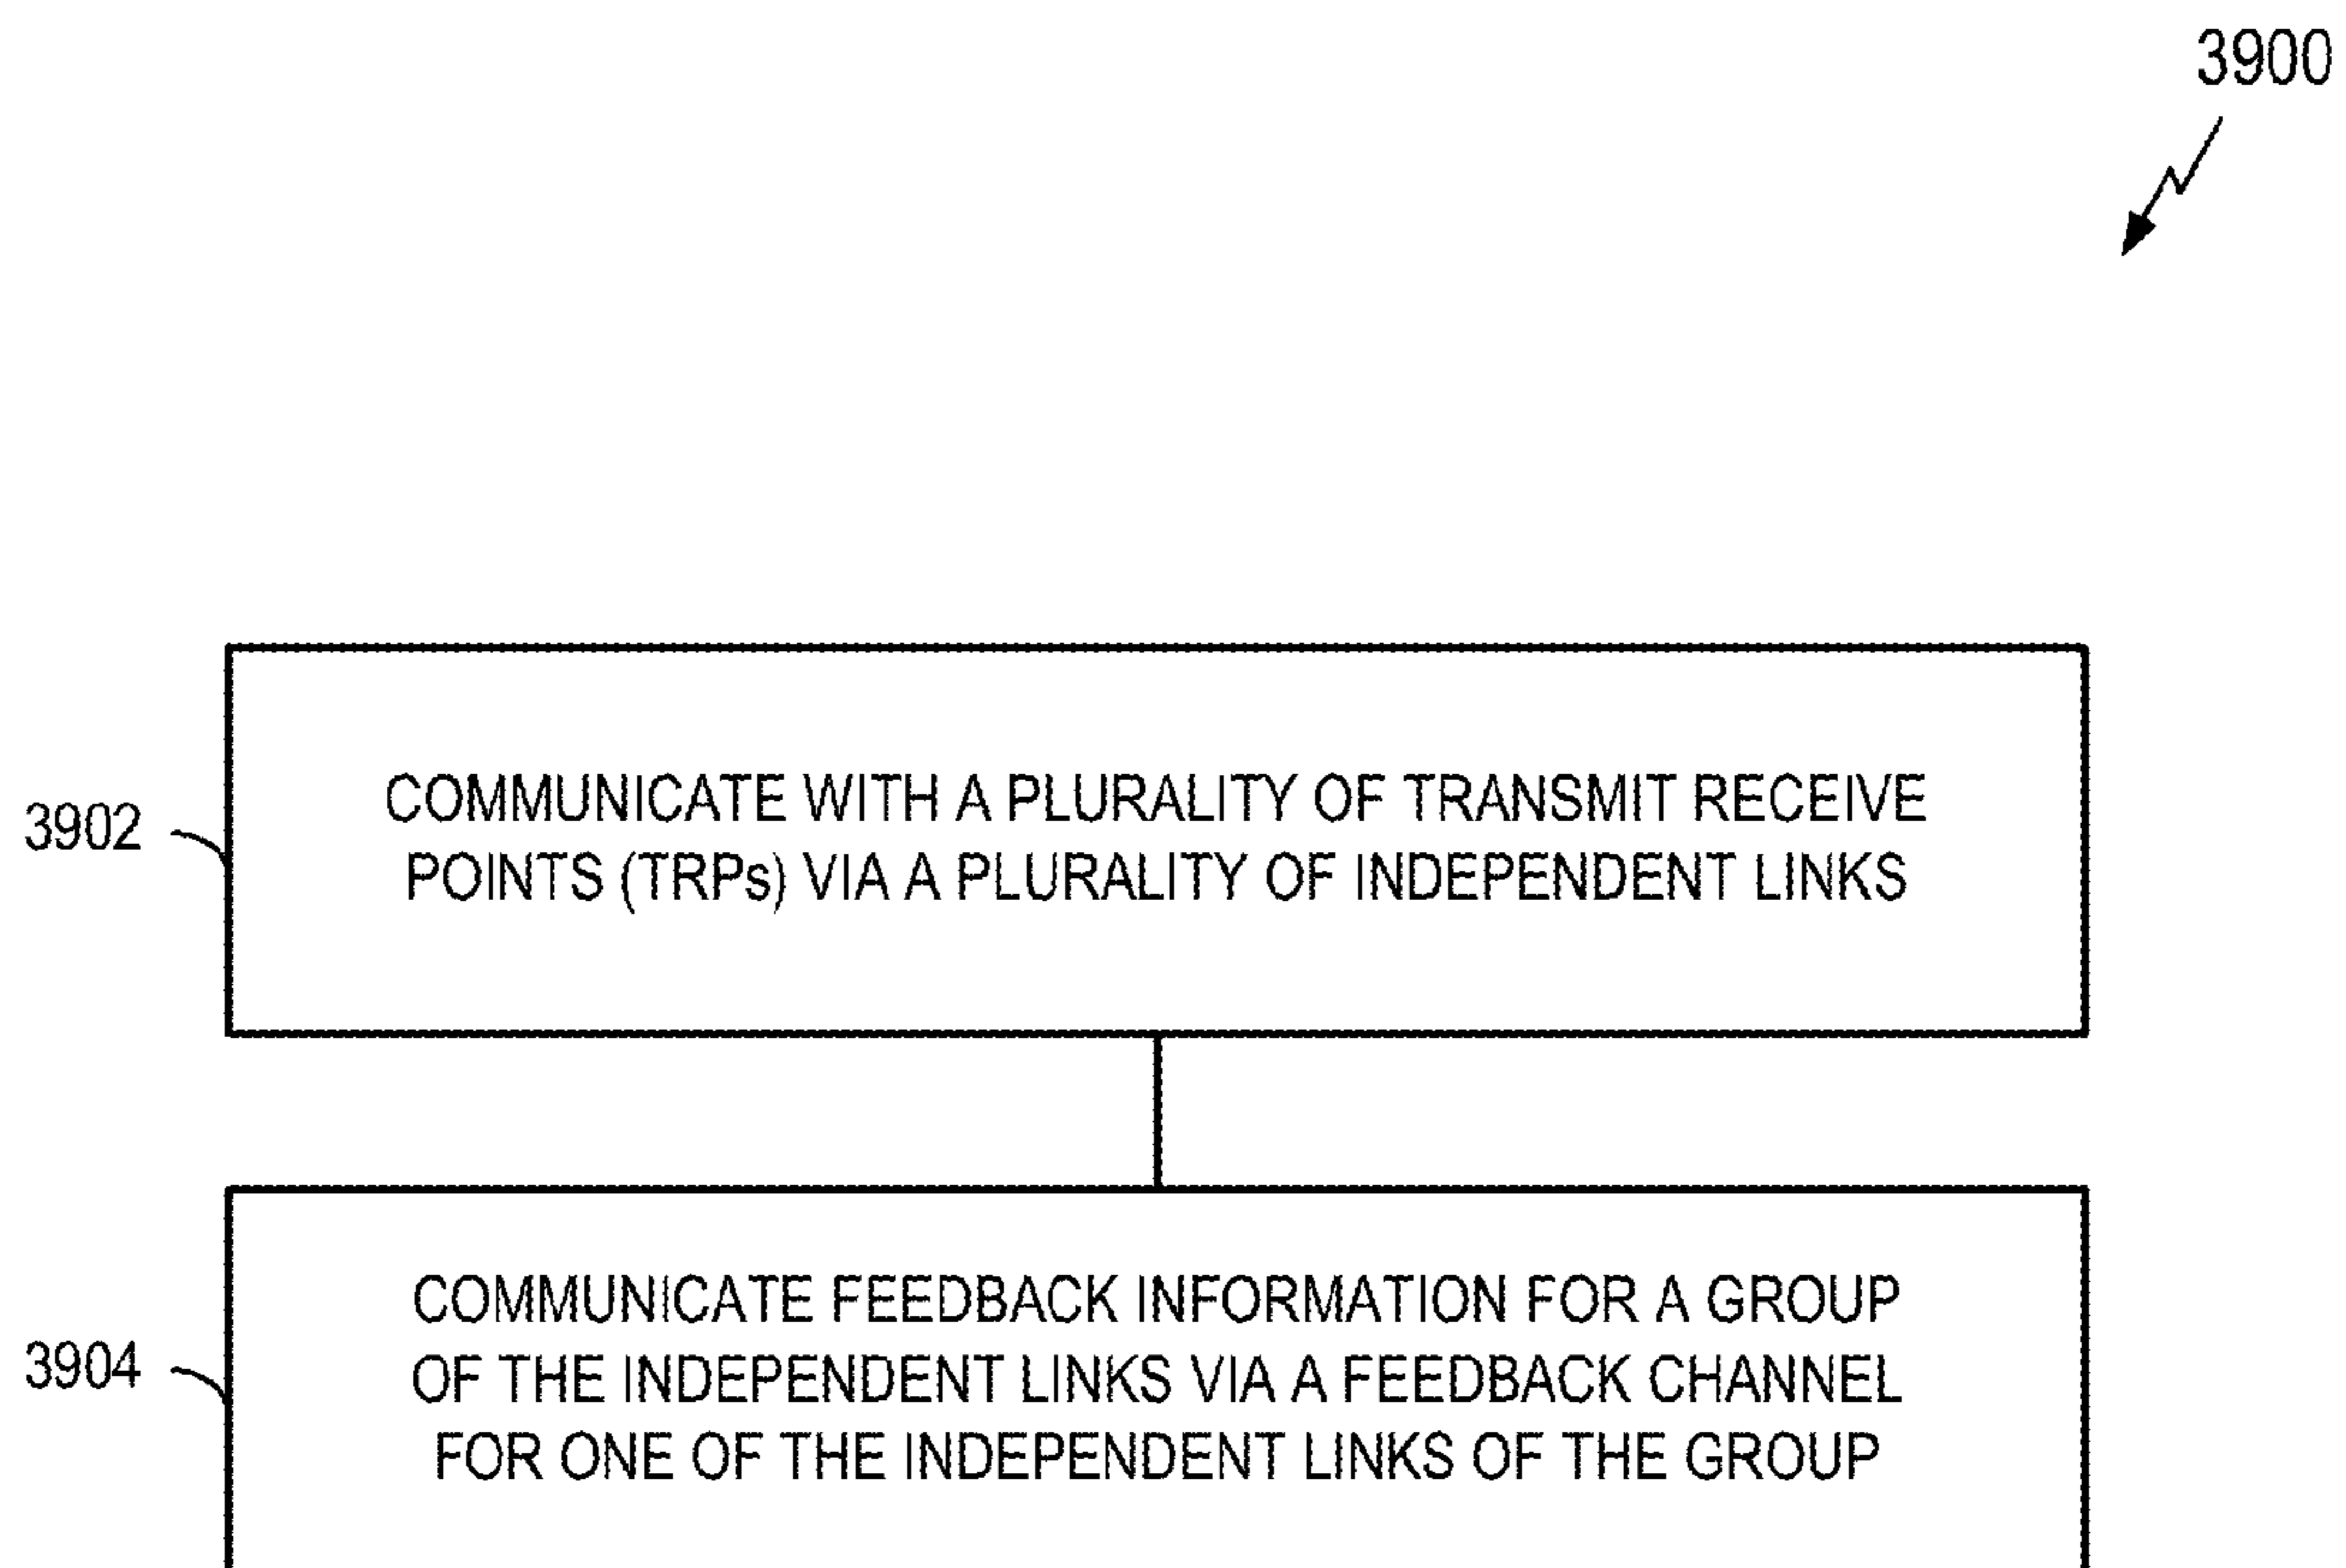 3900
COMMUNICATE WITH A PLURALITY OF TRANSMIT RECEIVE
POINTS (TRPs) VIA A PLURALITY OF INDEPENDENT LINKS
3902
COMMUNICATE FEEDBACK INFORMATION FOR A GROUP
OF THE INDEPENDENT LINKS VIA A FEEDBACK CHANNEL
FOR ONE OF THE INDEPENDENT LINKS OF THE GROUP
3904